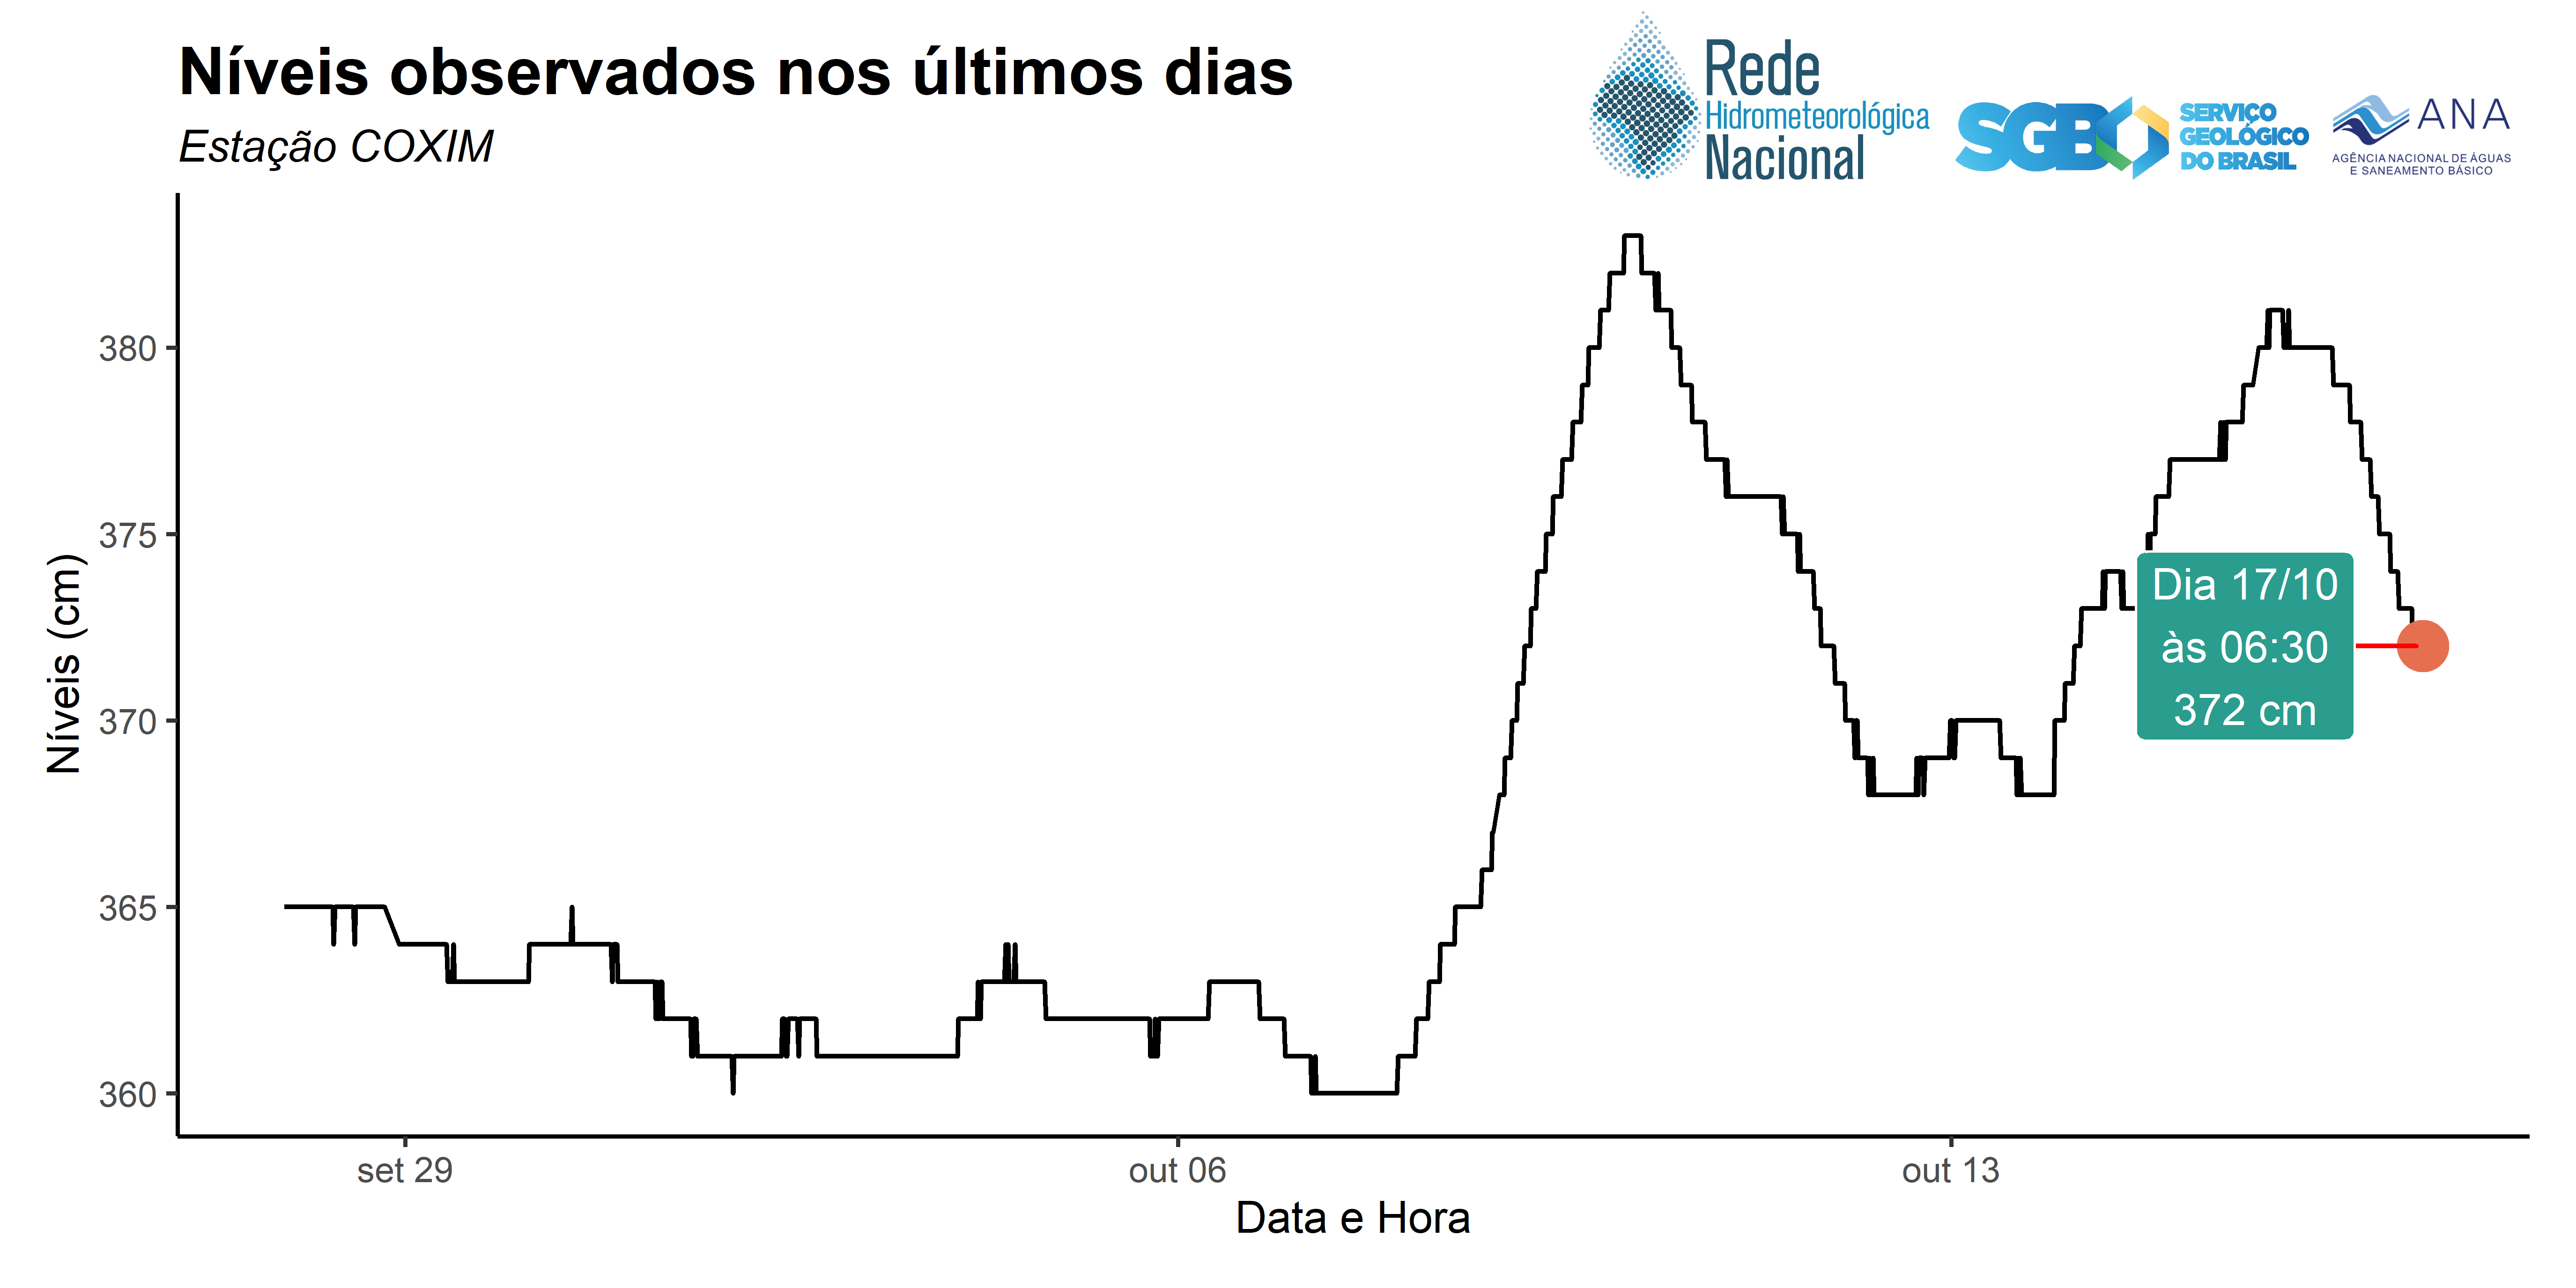 Níveis observados nos últimos dias
Estação COXIM
Rede
Hidrometeorológica
Nacional
SGB
SERVIÇO
GEOLÓGICO
DO BRASIL
ANA
AGÊNCIA NACIONAL DE ÁGUAS
E SANEAMENTO BÁSICO
Níveis (cm)
380
375
370
365
360
Dia 17/10
às 06:30
372 cm
set 29
out 06
out 13
Data e Hora